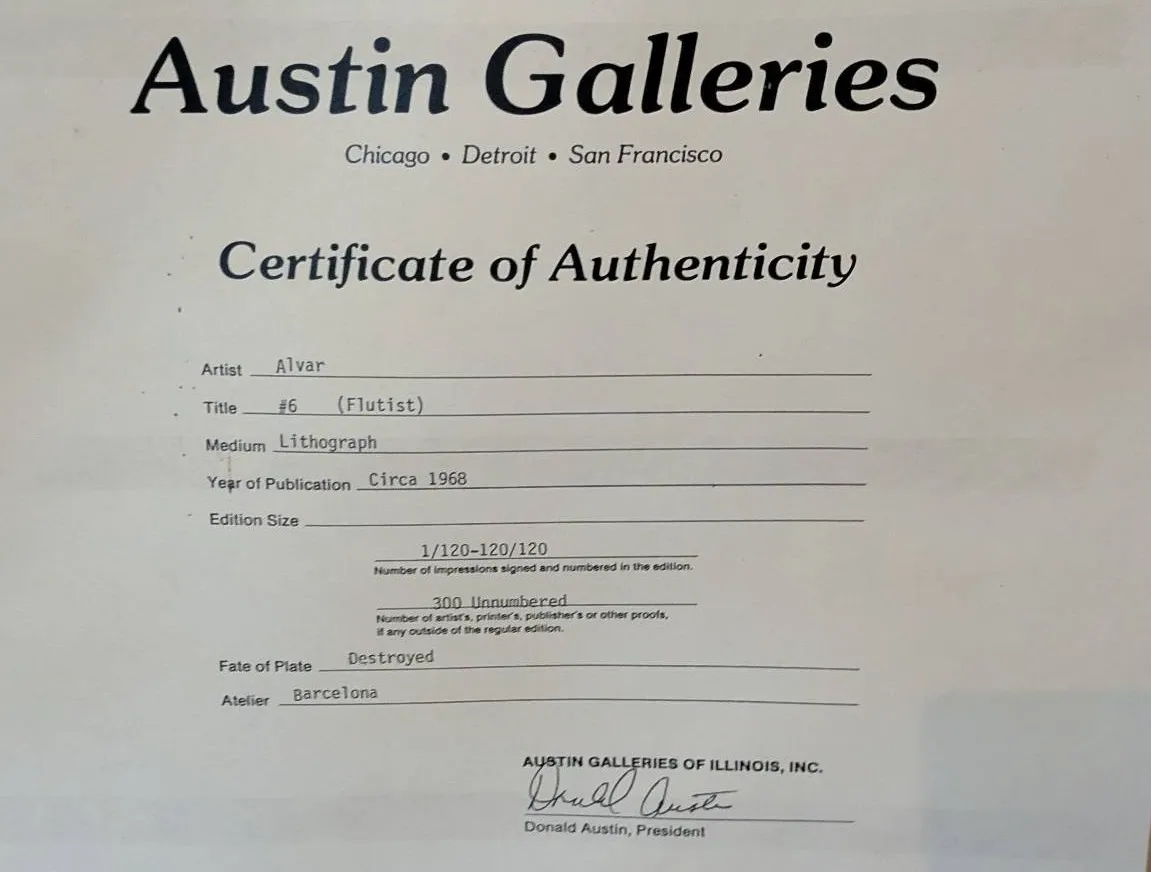 Austin Galleries
Chicago • Detroit • San Francisco
Certificate of Authenticity
Artist Alvar
Title #6 (Flutist)
Medium Lithograph
Year of Publication Circa 1968
Edition Size
1/120-120/120
Number of impressions signed and numbered in the edition.
300 Unnumbered
Number of artist's, printer's, publisher's or other proofs,
if any outside of the regular edition.
Fate of Plate Destroyed
Atelier Barcelona
AUSTIN GALLERIES OF ILLINOIS, INC.
Donald Austin
Donald Austin, President